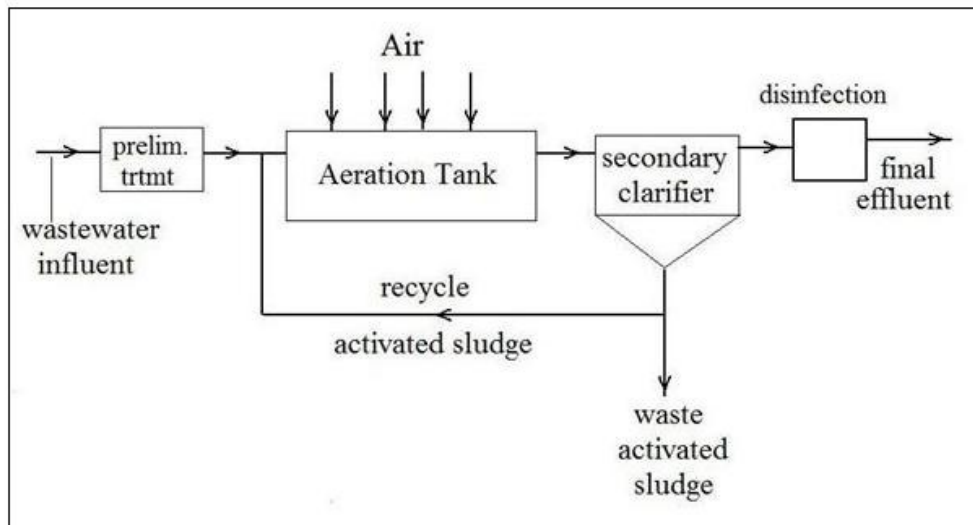 Air
disinfection
prelim.
trtmt
Aeration Tank
secondary
clarifier
final
effluent
wastewater
influent
recycle
activated sludge
waste
activated
sludge